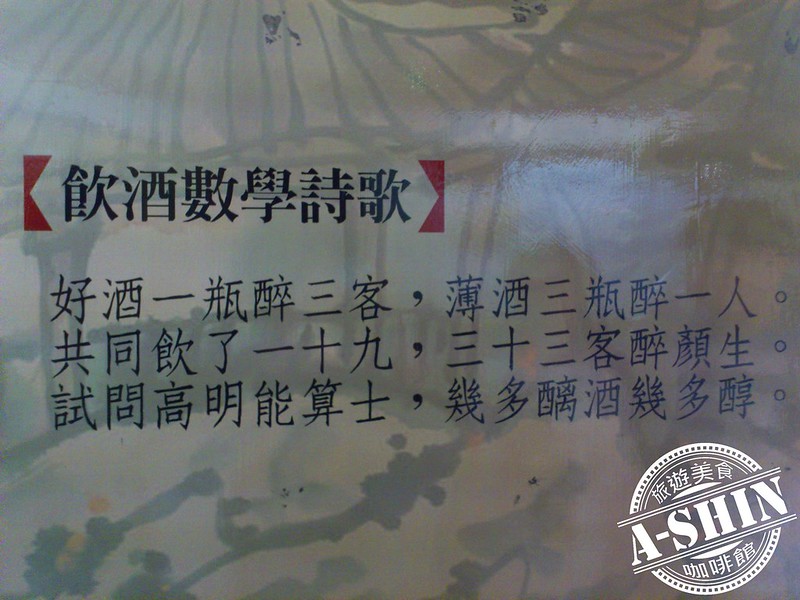 【飲酒數學詩歌】
好酒一瓶醉三客，薄酒三瓶醉一人。
共同飲了一十九，三十三客醉顏生。
試問高明能算士，幾多醨酒幾多醇。
旅遊美食
A-SHIN
咖啡館